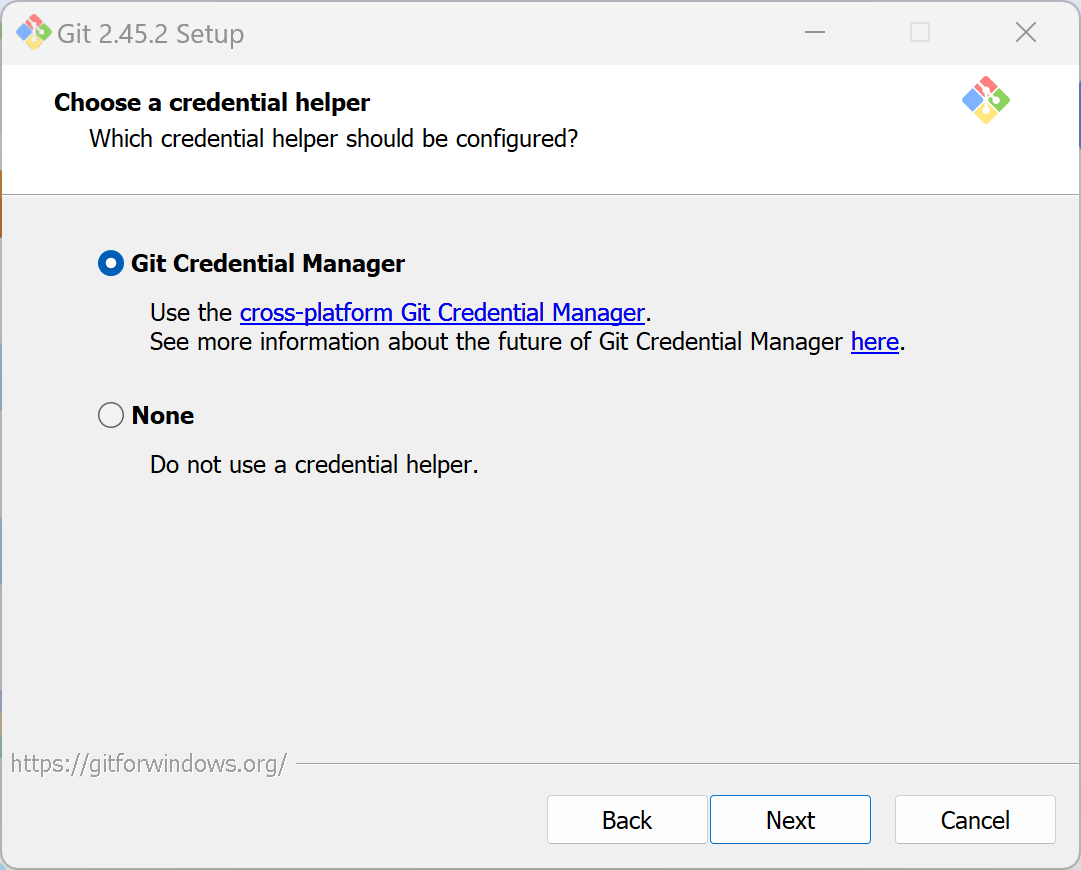 Git 2.45.2 Setup
Choose a credential helper
Which credential helper should be configured?
Git Credential Manager
Use the cross-platform Git Credential Manager.
See more information about the future of Git Credential Manager here.
None
Do not use a credential helper.
https://gitforwindows.org/
Back Next Cancel